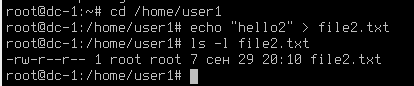 root@dc-1:~# cd /home/user1
root@dc-1:/home/user1# echo "hello2" > file2.txt
root@dc-1:/home/user1# ls -l file2.txt
-rw-r--r-- 1 root root 7 сен 29 20:10 file2.txt
root@dc-1:/home/user1#